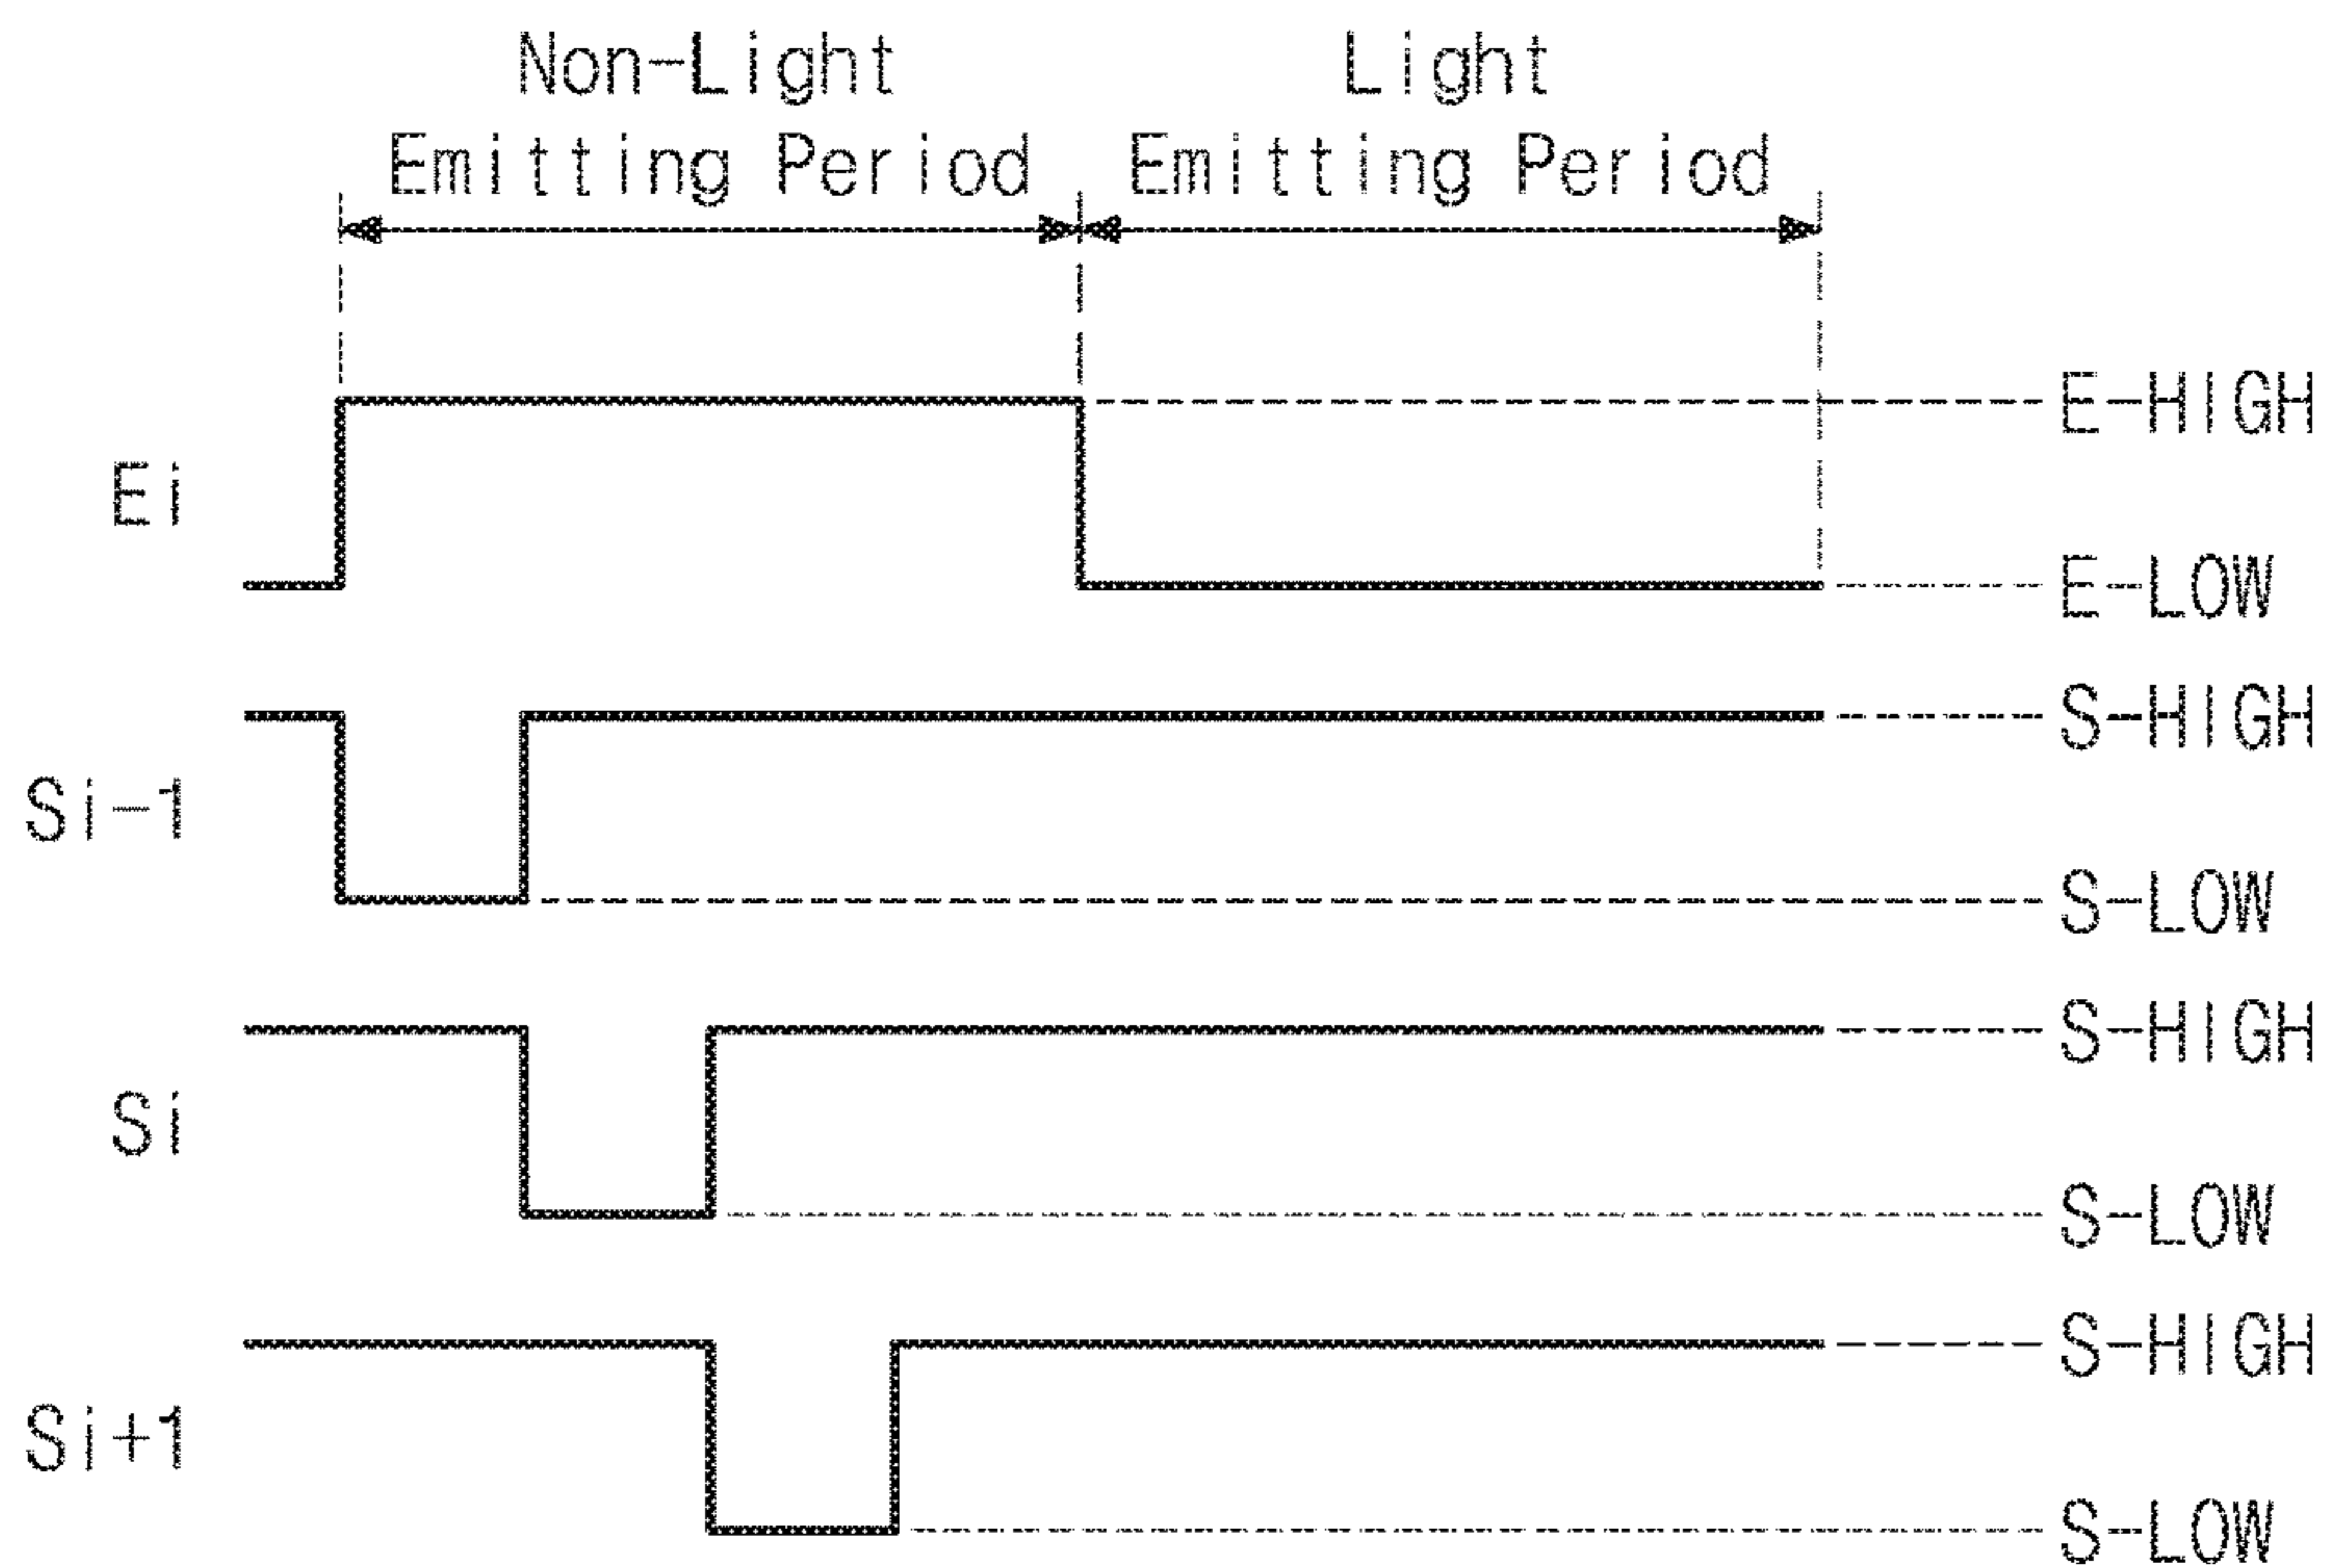 Non-Light
Emitting Period
Light
Emitting Period
Ei
E-HIGH
E-LOW
Si-1
S-HIGH
S-LOW
Si
S-HIGH
S-LOW
Si+1
S-HIGH
S-LOW